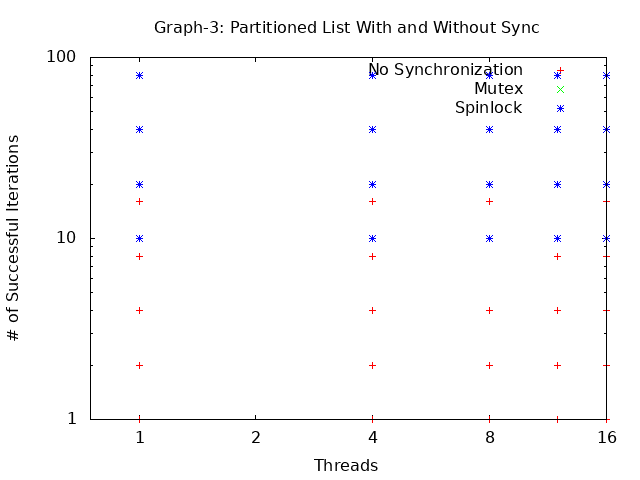 Graph-3: Partitioned List With and Without Sync
100
No Synchronization
Mutex
Spinlock
# of Successful Iterations
10
1
1 2 4 8 16
Threads